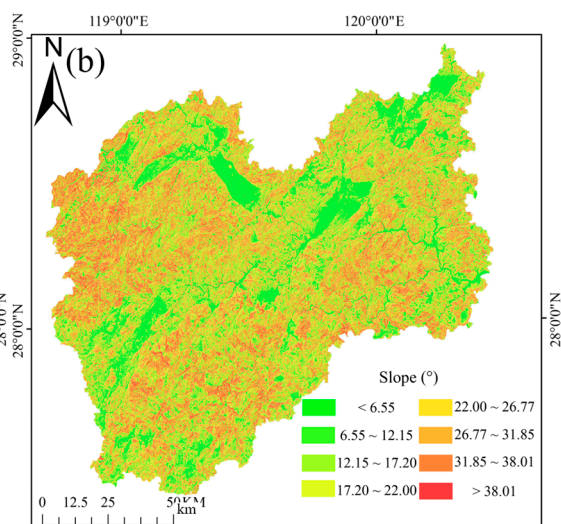 119°0'0"E 120°0'0"E
29°0'0"N
N
(b)
28°0'0"N
28°0'0"N
Slope (°)
< 6.55 22.00 ~ 26.77
6.55 ~ 12.15 26.77 ~ 31.85
12.15 ~ 17.20 31.85 ~ 38.01
17.20 ~ 22.00 > 38.01
0 12.5 25 50KM
km